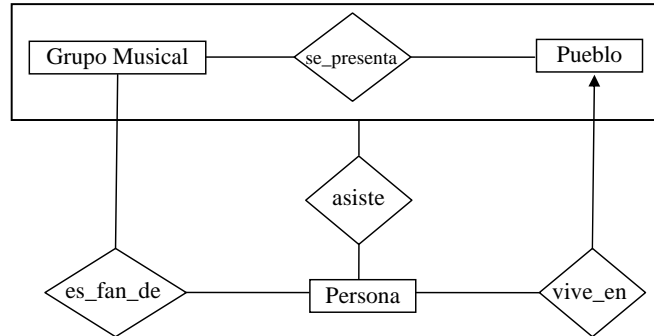 Grupo Musical
se_presenta
Pueblo
asiste
es_fan_de
Persona
vive_en